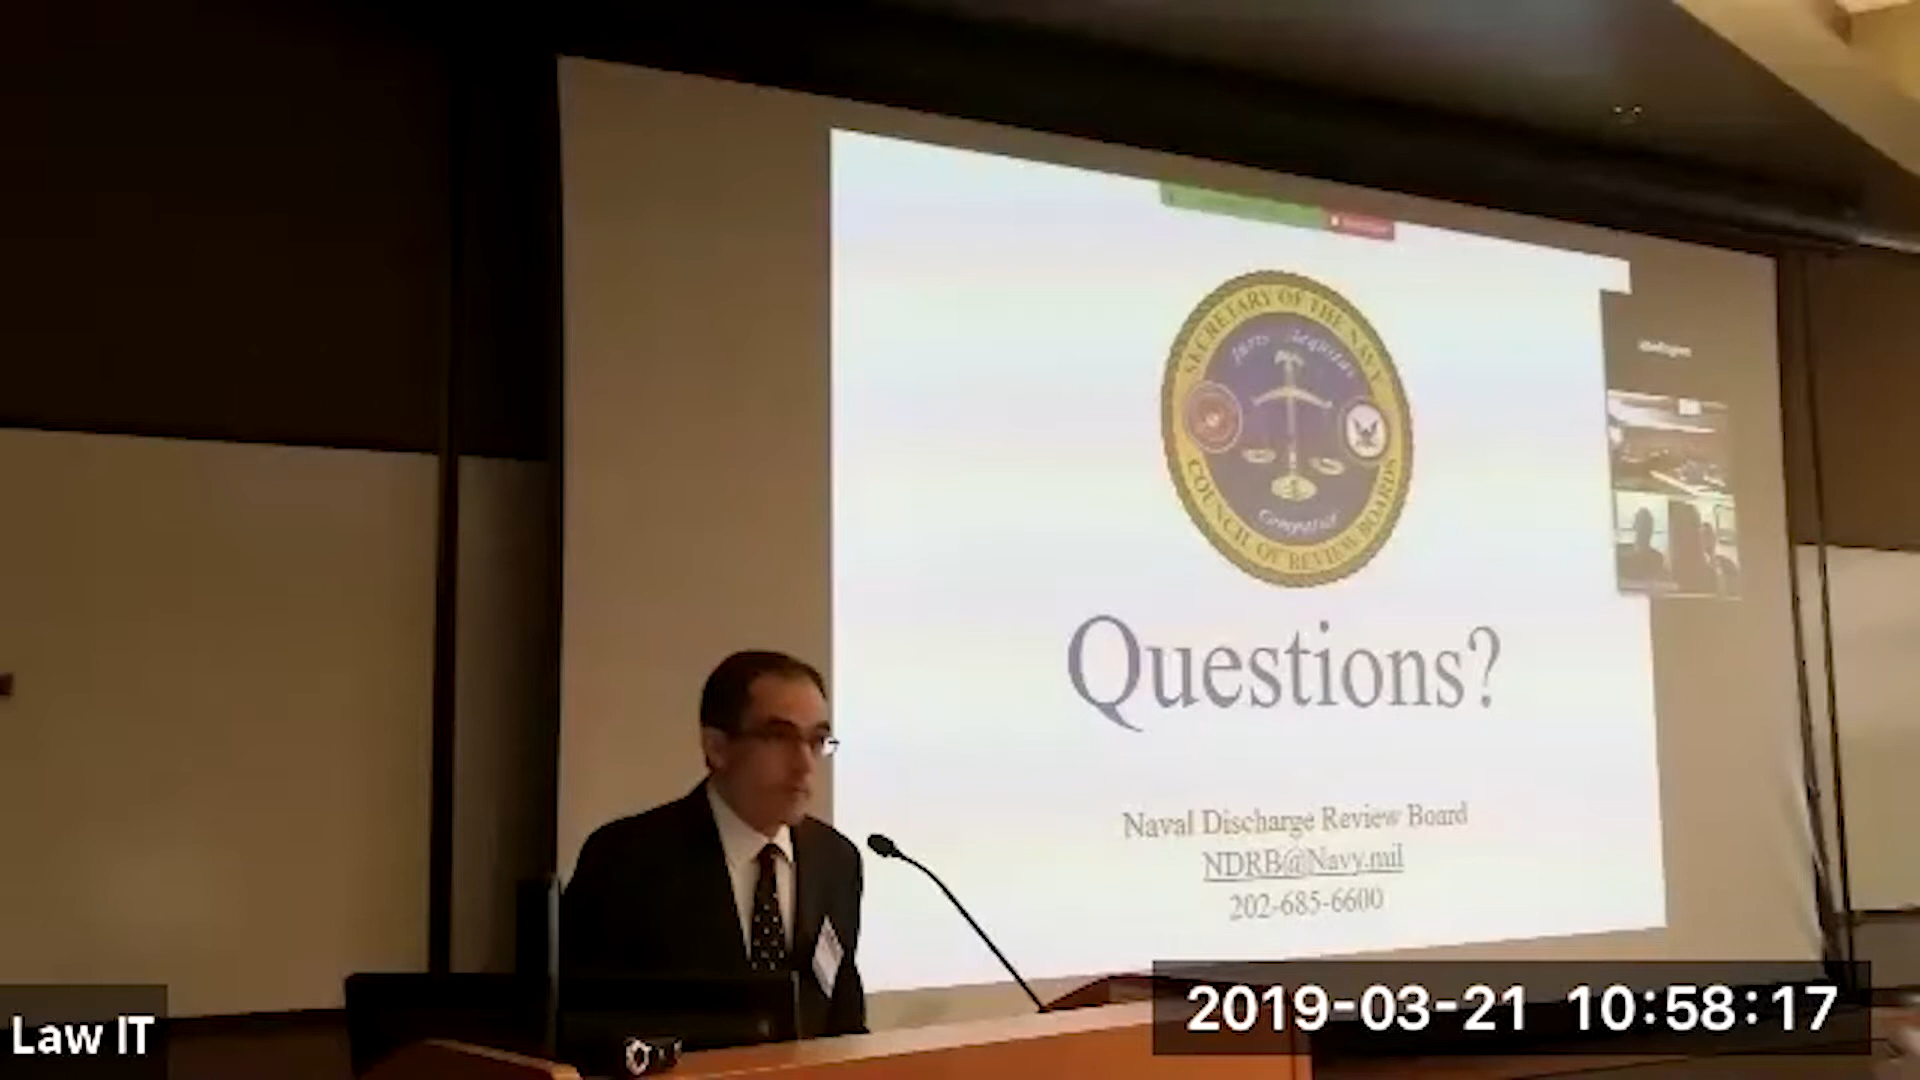 SECRETARY OF THE NAVY
COUNCIL OF REVIEW BOARDS
Questions?
Naval Discharge Review Board
NDRB@Navy.mil
202-685-6600
Law IT
2019-03-21 10:58:17